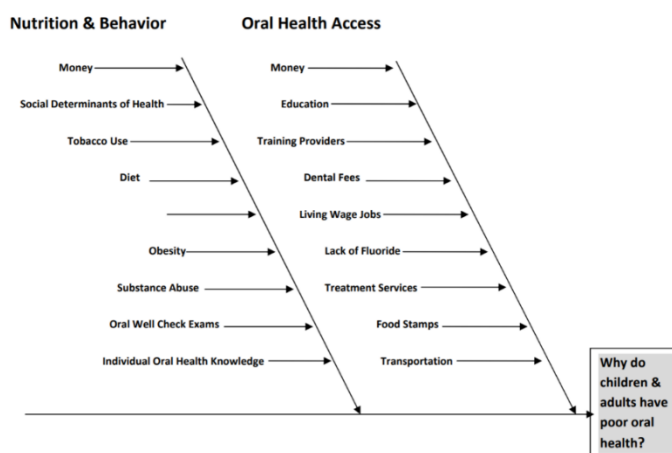 Nutrition & Behavior
Oral Health Access
Money
Social Determinants of Health
Tobacco Use
Diet
Obesity
Substance Abuse
Oral Well Check Exams
Individual Oral Health Knowledge
Money
Education
Training Providers
Dental Fees
Living Wage Jobs
Lack of Fluoride
Treatment Services
Food Stamps
Transportation
Why do
children &
adults have
poor oral
health?